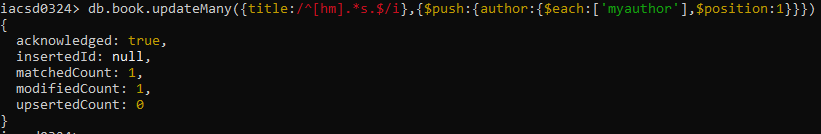 iacsd0324> db.book.updateMany({title:/^[hm].*s.$/i},{$push:{author:{$each:['myauthor'],$position:1}}})
{
  acknowledged: true,
  insertedId: null,
  matchedCount: 1,
  modifiedCount: 1,
  upsertedCount: 0
}
iacsd0324>